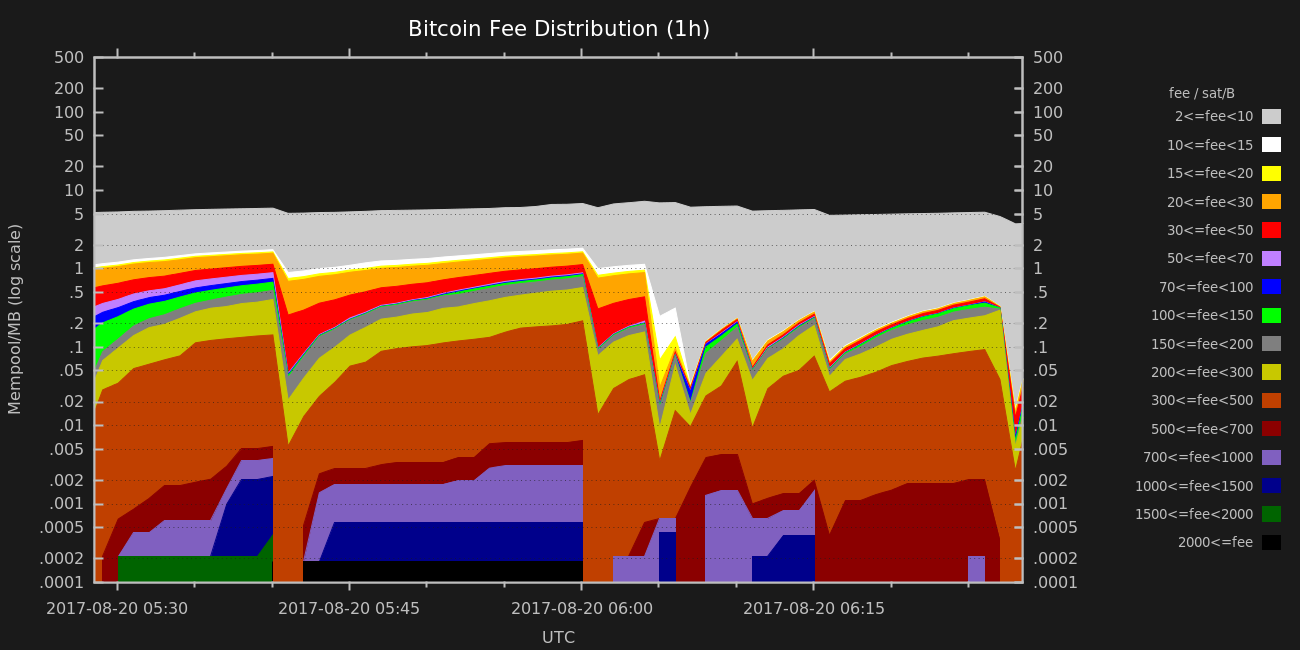 Bitcoin Fee Distribution (1h)
Mempool/MB (log scale)
500
200
100
50
20
10
5
2
1
.5
.2
.1
.05
.02
.01
.005
.002
.001
.0005
.0002
.0001
500
200
100
50
20
10
5
2
1
.5
.2
.1
.05
.02
.01
.005
.002
.001
.0005
.0002
.0001
2017-08-20 05:30
2017-08-20 05:45
2017-08-20 06:00
2017-08-20 06:15
UTC
fee / sat/B
2<=fee<10
10<=fee<15
15<=fee<20
20<=fee<30
30<=fee<50
50<=fee<70
70<=fee<100
100<=fee<150
150<=fee<200
200<=fee<300
300<=fee<500
500<=fee<700
700<=fee<1000
1000<=fee<1500
1500<=fee<2000
2000<=fee